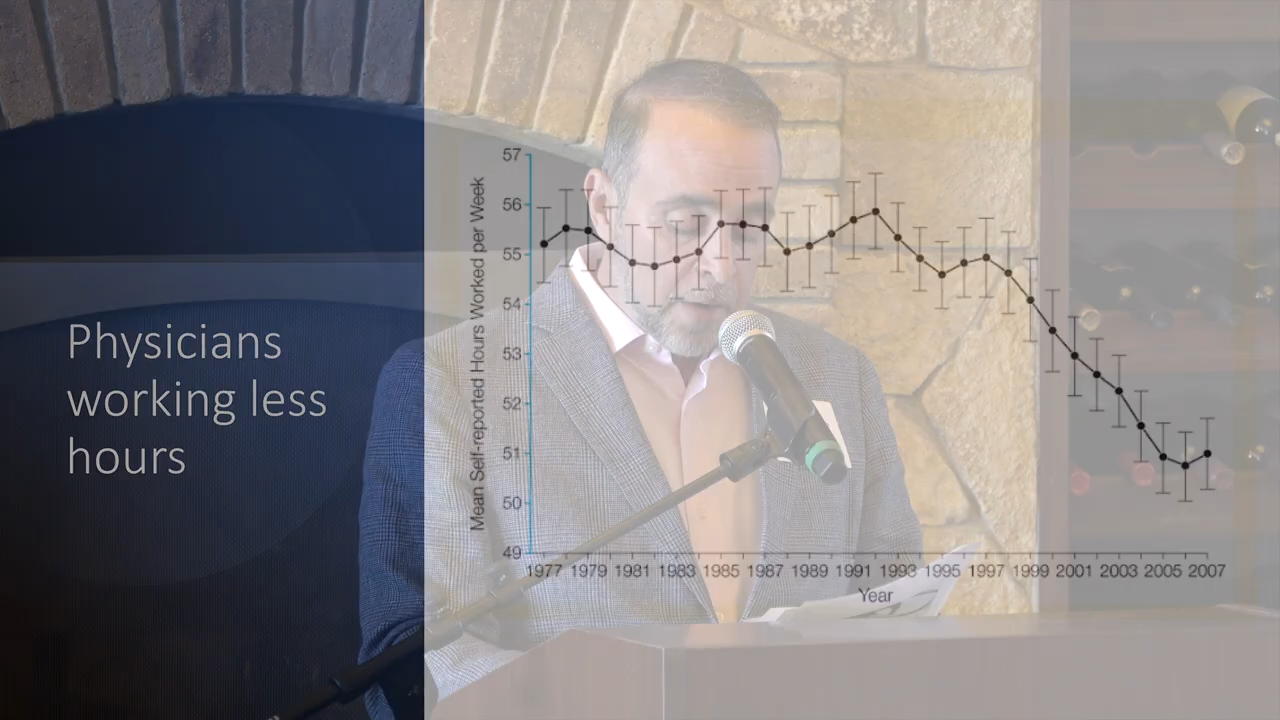 Physicians
working less
hours
Mean Self-reported Hours Worked per Week
57
56
55
54
53
52
51
50
49
1977 1979 1981 1983 1985 1987 1989 1991 1993 1995 1997 1999 2001 2003 2005 2007
Year